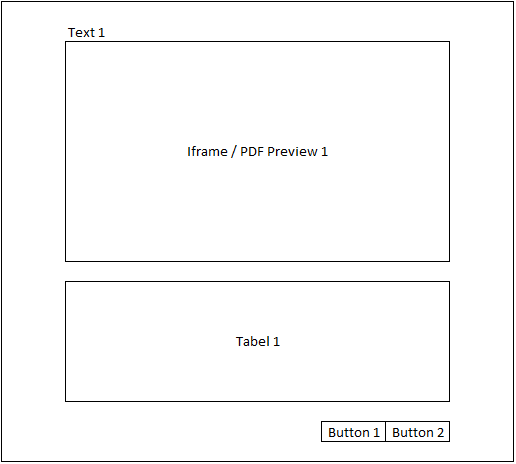 Text 1
Iframe / PDF Preview 1
Tabel 1
Button 1 Button 2